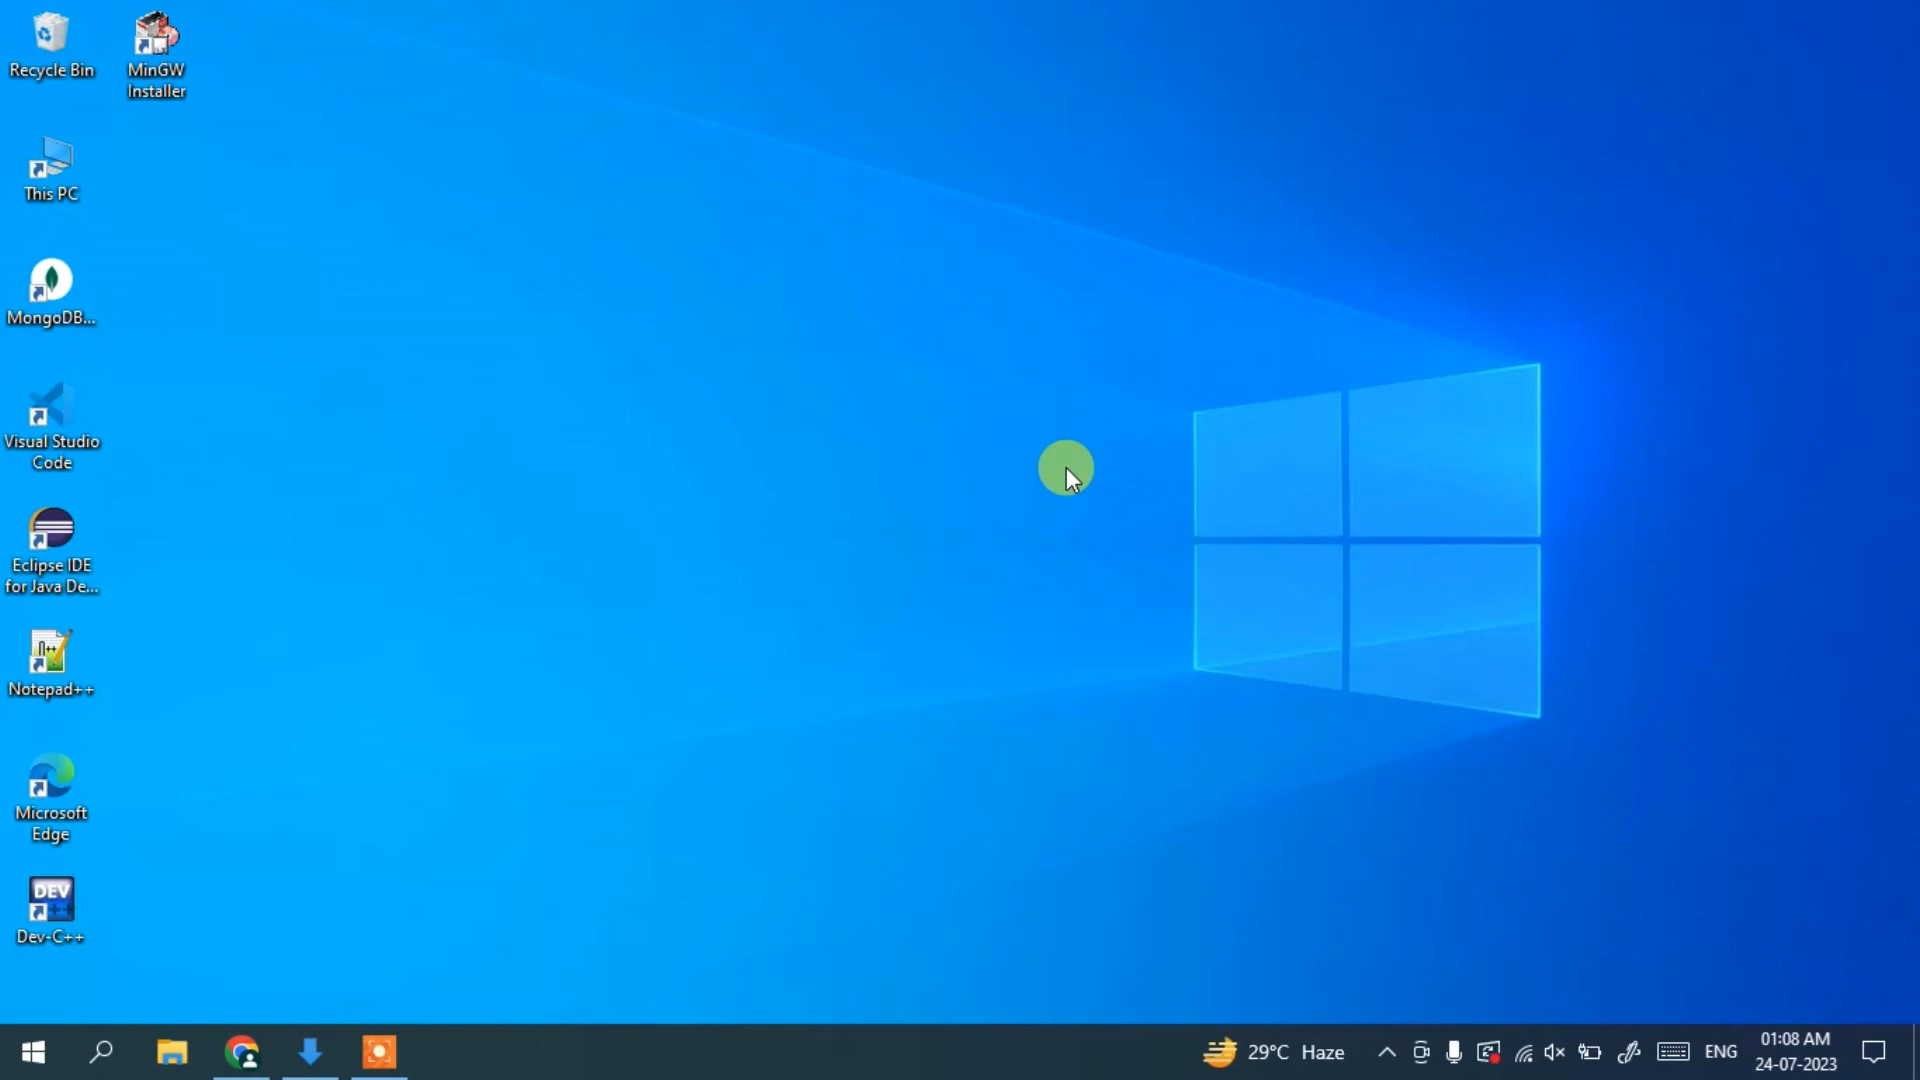 Recycle Bin
MinGW
Installer
This PC
MongoDB...
Visual Studio
Code
Eclipse IDE
for Java De...
Notepad++
Microsoft
Edge
DEV
Dev-C++
29°C Haze
ENG
01:08 AM
24-07-2023